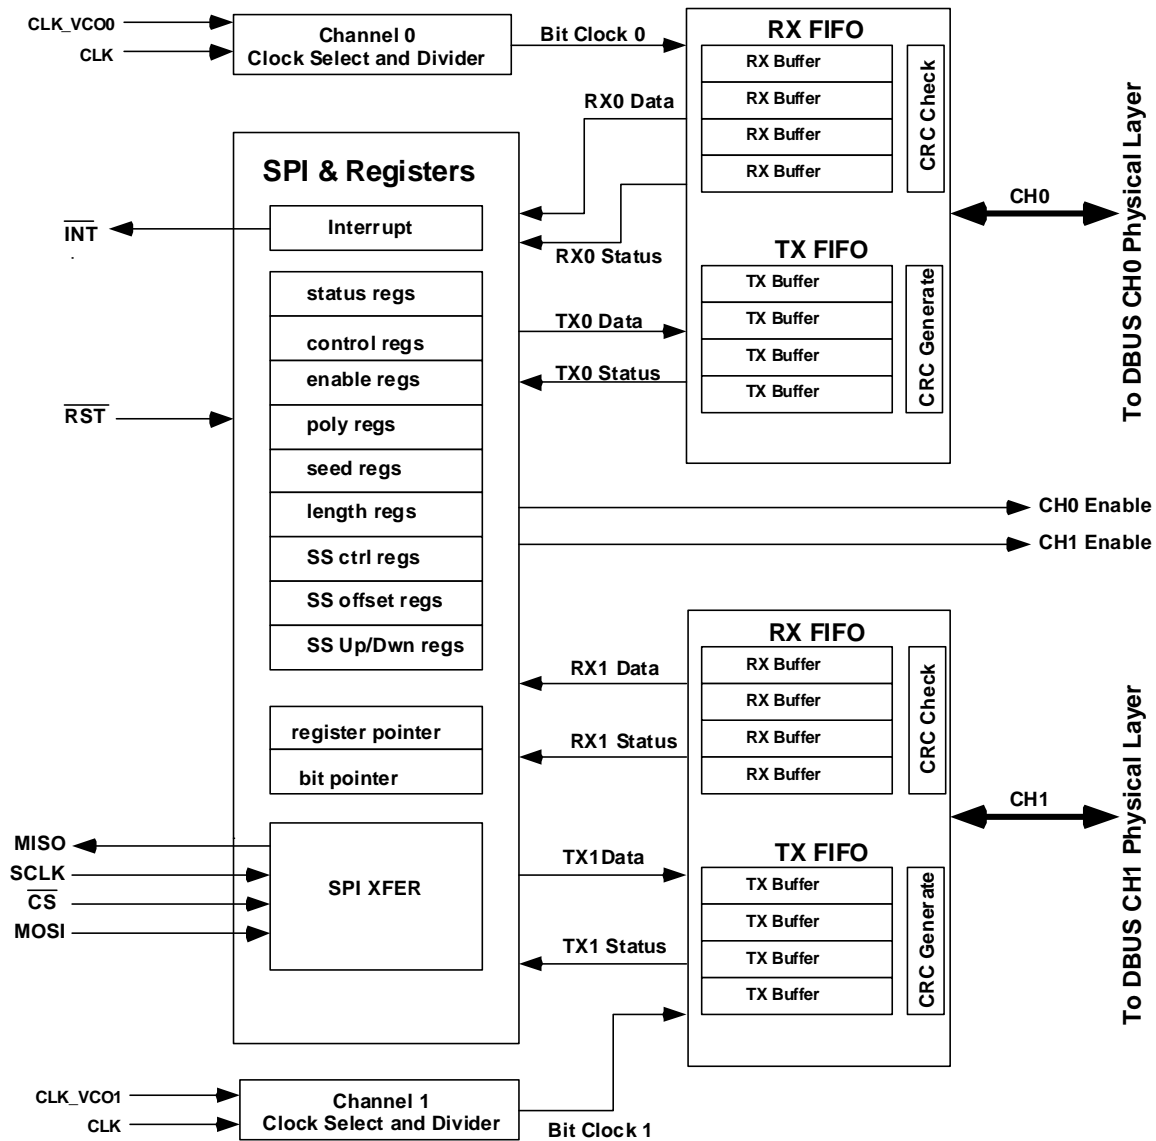 CLK_VCO0
CLK
Channel 0
Clock Select and Divider
Bit Clock 0
RX FIFO
RX Buffer
RX Buffer
RX Buffer
RX Buffer
CRC Check
RX0 Data
RX0 Status
CH0
To DBUS CH0 Physical Layer
TX FIFO
TX Buffer
TX Buffer
TX Buffer
TX Buffer
CRC Generate
TX0 Data
TX0 Status
SPI & Registers
Interrupt
INT
status regs
control regs
enable regs
poly regs
seed regs
length regs
SS ctrl regs
SS offset regs
SS Up/Dwn regs
RST
CH0 Enable
CH1 Enable
register pointer
bit pointer
SPI XFER
MISO
SCLK
CS
MOSI
RX FIFO
RX Buffer
RX Buffer
RX Buffer
RX Buffer
CRC Check
RX1 Data
RX1 Status
CH1
To DBUS CH1 Physical Layer
TX FIFO
TX Buffer
TX Buffer
TX Buffer
TX Buffer
CRC Generate
TX1Data
TX1 Status
CLK_VCO1
CLK
Channel 1
Clock Select and Divider
Bit Clock 1